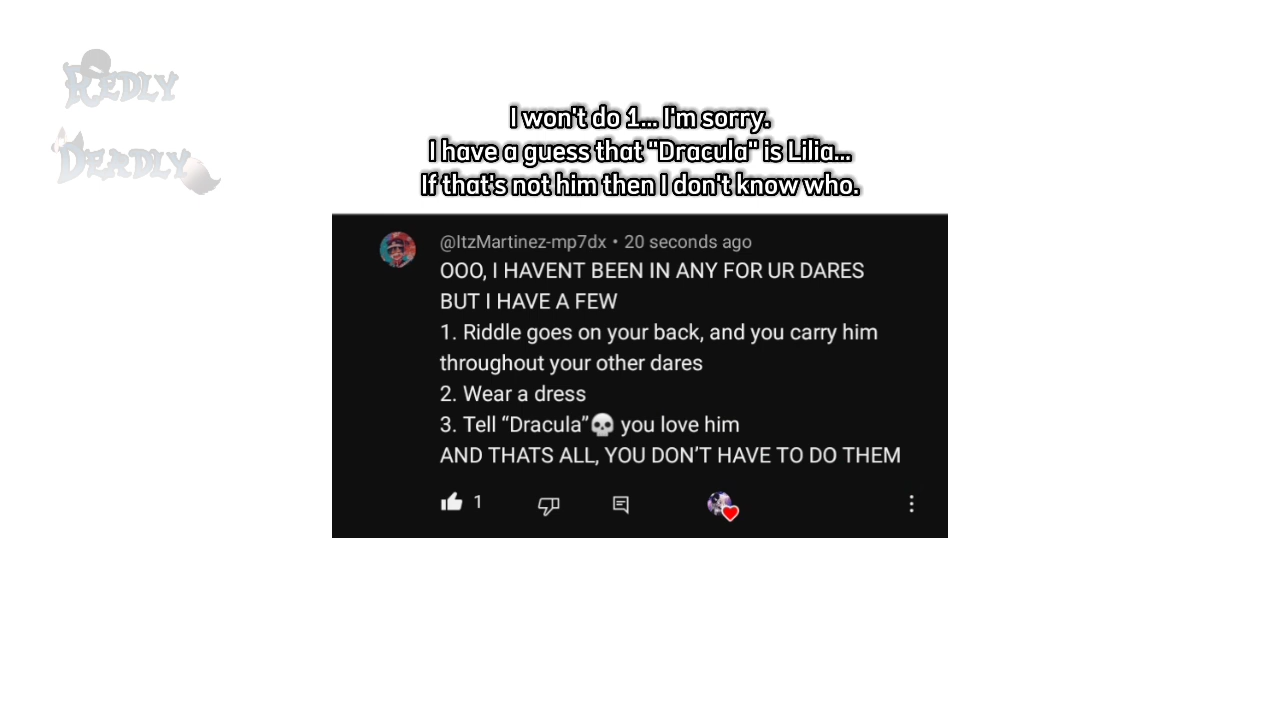 REDLY
DEADLY
I won't do 1... I'm sorry.
I have a guess that "Dracula" is Lilia...
If that's not him then I don't know who.
@ItzMartinez-mp7dx • 20 seconds ago
OOO, I HAVENT BEEN IN ANY FOR UR DARES
BUT I HAVE A FEW
1. Riddle goes on your back, and you carry him
throughout your other dares
2. Wear a dress
3. Tell “Dracula”💀 you love him
AND THATS ALL, YOU DON’T HAVE TO DO THEM
1